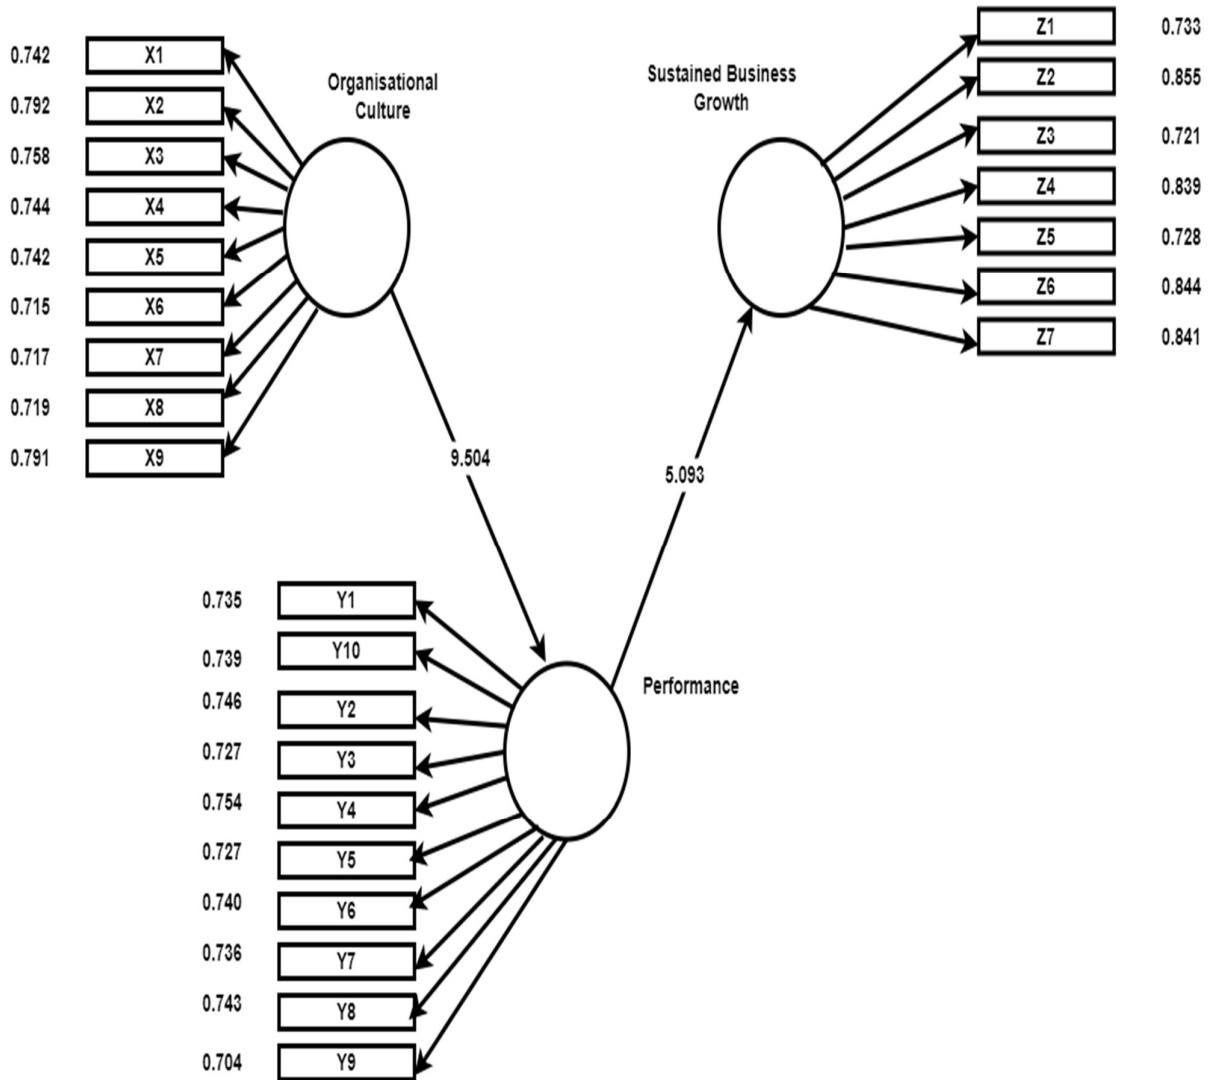 0.742 X1
0.792 X2
0.758 X3
0.744 X4
0.742 X5
0.715 X6
0.717 X7
0.719 X8
0.791 X9
Organisational
Culture
Sustained Business
Growth
Z1 0.733
Z2 0.855
Z3 0.721
Z4 0.839
Z5 0.728
Z6 0.844
Z7 0.841
9.504
5.093
0.735 Y1
0.739 Y10
0.746 Y2
0.727 Y3
0.754 Y4
0.727 Y5
0.740 Y6
0.736 Y7
0.743 Y8
0.704 Y9
Performance